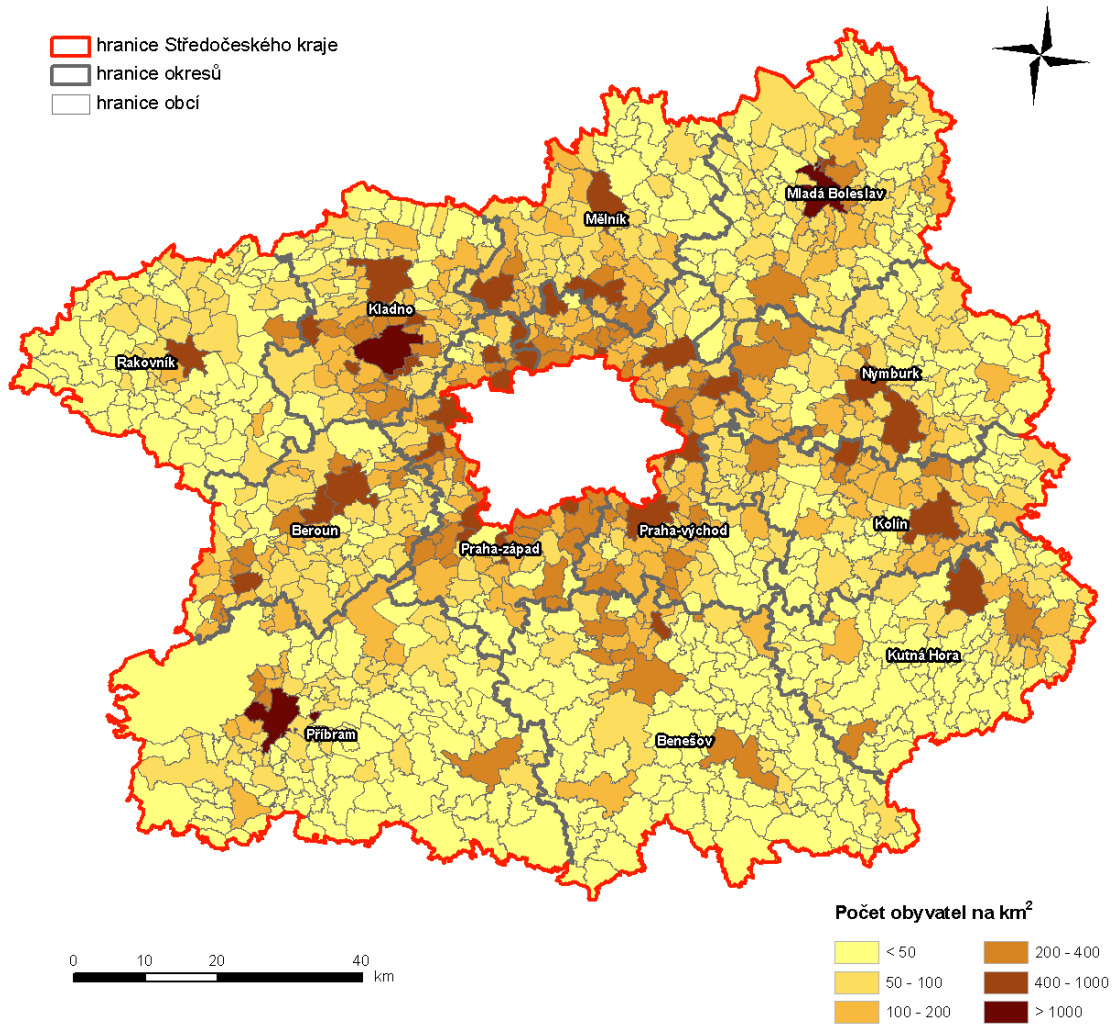 hranice Středočeského kraje
hranice okresů
hranice obcí
Mladá Boleslav
Mělník
Kladno
Rakovník
Nymburk
Beroun
Praha-západ
Praha-východ
Kolín
Kutná Hora
Příbram
Benešov
Počet obyvatel na km²
< 50
50 - 100
100 - 200
200 - 400
400 - 1000
> 1000
0 10 20 40
km